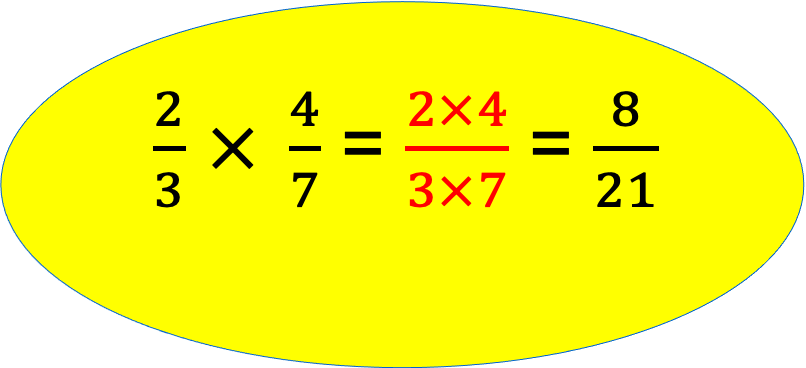 2/3 × 4/7 = 2×4/3×7 = 8/21